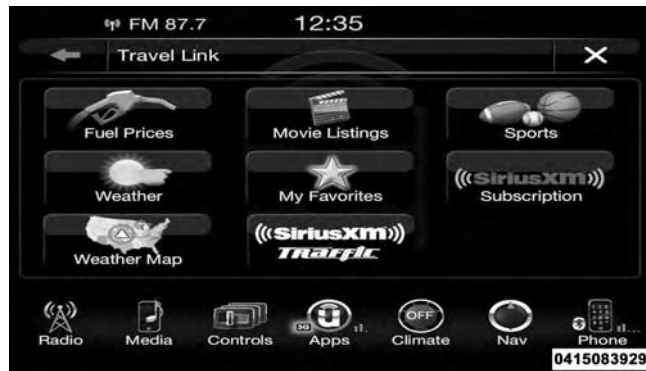 FM 87.7 12:35
Travel Link
Fuel Prices Movie Listings Sports
Weather My Favorites ((SiriusXM)) Subscription
Weather Map ((SiriusXM)) Traffic
OFF
3G
Radio Media Controls Apps Climate Nav Phone
0415083929